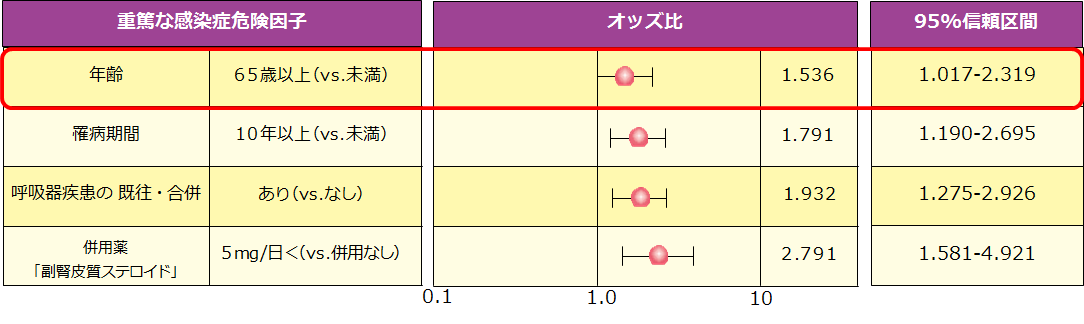 重篤な感染症危険因子 オッズ比 95%信頼区間
年齢 65歳以上(vs.未満) 1.536 1.017-2.319
罹病期間 10年以上(vs.未満) 1.791 1.190-2.695
呼吸器疾患の 既往・合併 あり(vs.なし) 1.932 1.275-2.926
併用薬
「副腎皮質ステロイド」 5mg/日<(vs.併用なし) 2.791 1.581-4.921
0.1 1.0 10